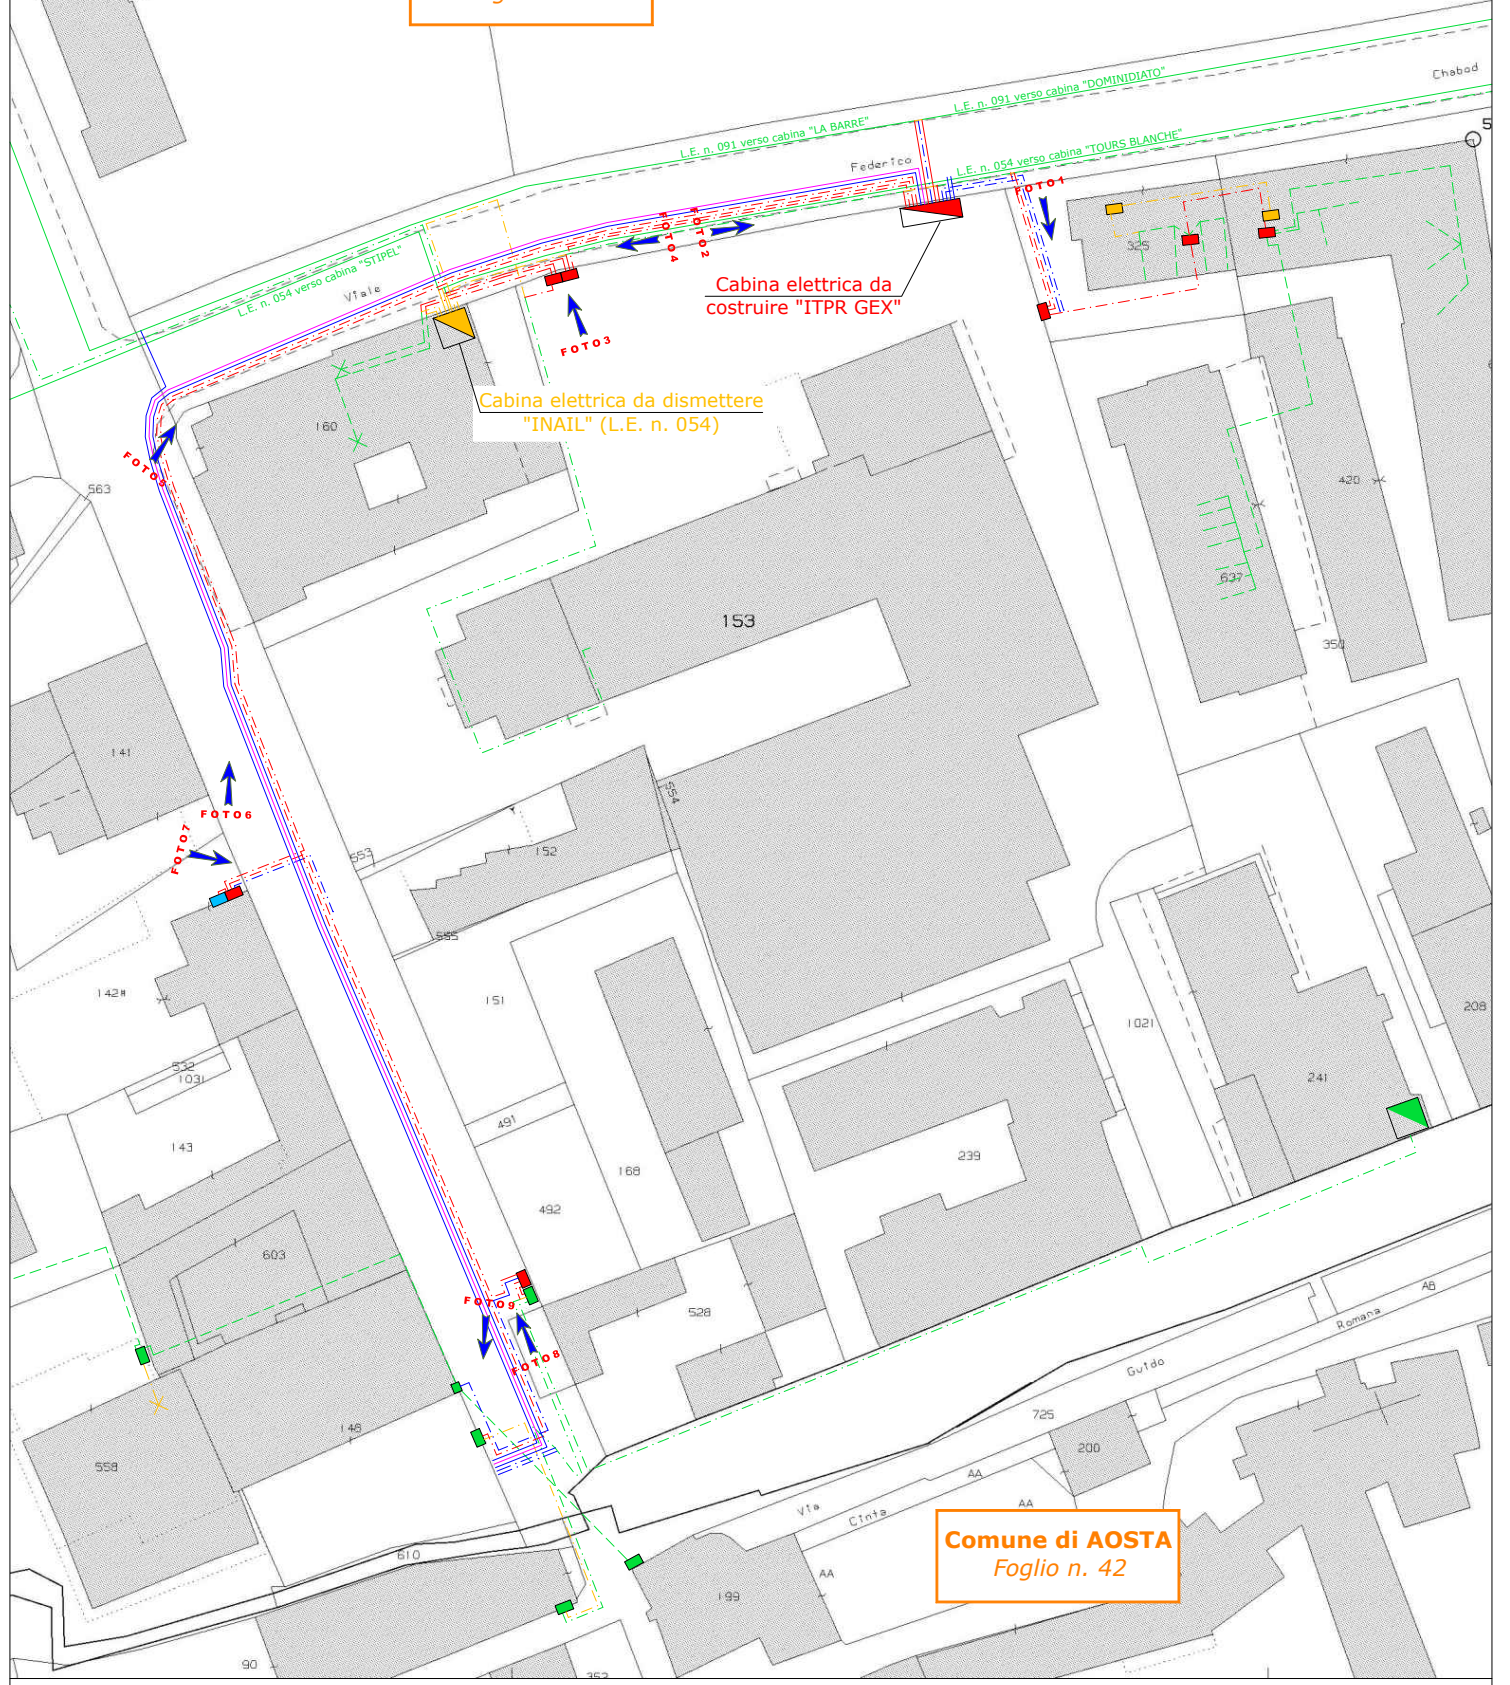 Chabod
L.E. n. 091 verso cabina "DOMINIDIATO"
L.E. n. 091 verso cabina "LA BARRE"
L.E. n. 054 verso cabina "TOURS BLANCHE"
5
Federico
FOTO1
FOTO4
FOTO2
325
L.E. n. 054 verso cabina "STIPEL"
Viale
Cabina elettrica da
costruire "ITPR GEX"
FOTO3
Cabina elettrica da dismettere
"INAIL" (L.E. n. 054)
160
FOTO5
563
420
637
153
350
141
554
FOTO6
FOTO7
553
152
555
142#
151
1021
208
532
1031
241
491
143
168
239
492
603
AB
FOTO9
528
Romana
FOTO8
Guido
725
146
200
558
AA
AA
Via
Cinta
Comune di AOSTA
Foglio n. 42
610
AA
199
90
352